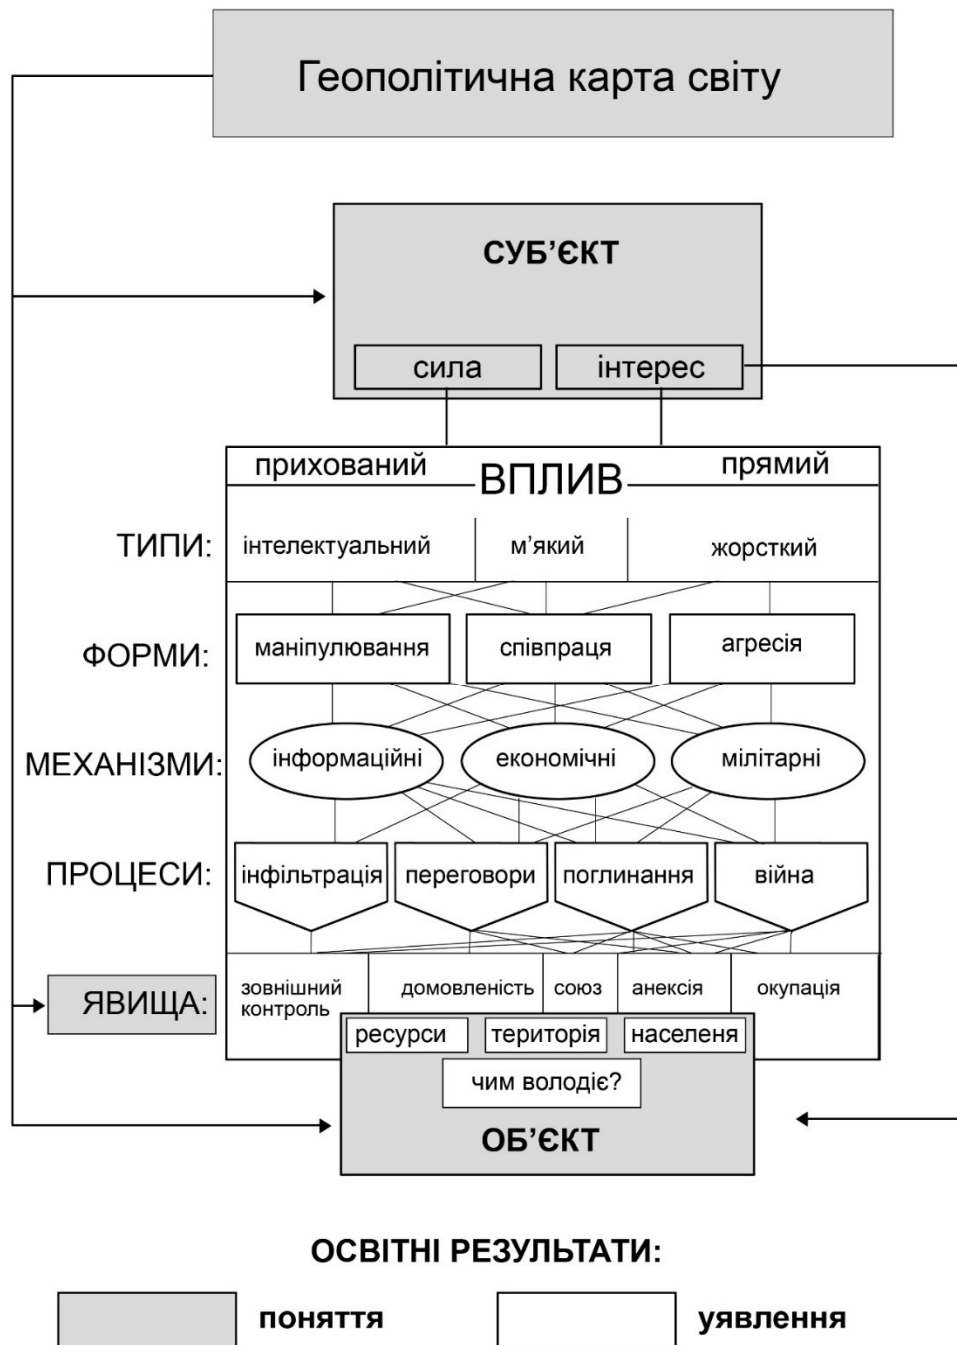 Геополітична карта світу
СУБ’ЄКТ
сила інтерес
прихований ВПЛИВ прямий
ТИПИ: інтелектуальний м’який жорсткий
ФОРМИ: маніпулювання співпраця агресія
МЕХАНІЗМИ: інформаційні економічні мілітарні
ПРОЦЕСИ: інфільтрація переговори поглинання війна
ЯВИЩА: зовнішний контроль домовленість союз анексія окупація
ресурси територія населеня
чим володіє?
ОБ’ЄКТ
ОСВІТНІ РЕЗУЛЬТАТИ:
поняття уявлення